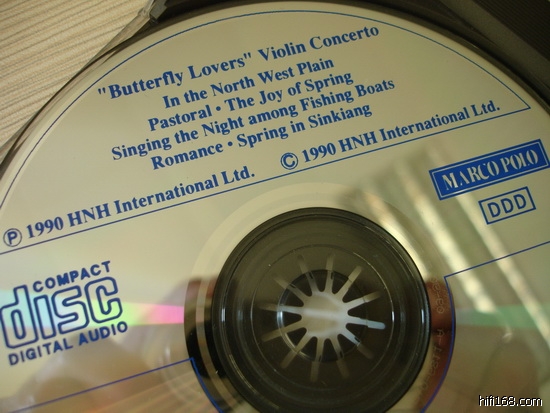 "Butterfly Lovers" Violin Concerto
In the North West Plain
Pastoral • The Joy of Spring
Singing the Night among Fishing Boats
Romance • Spring in Sinkiang
Ⓟ 1990 HNH International Ltd. © 1990 HNH International Ltd.
MARCO POLO
DDD
COMPACT
disc
DIGITAL AUDIO
hifi168.com